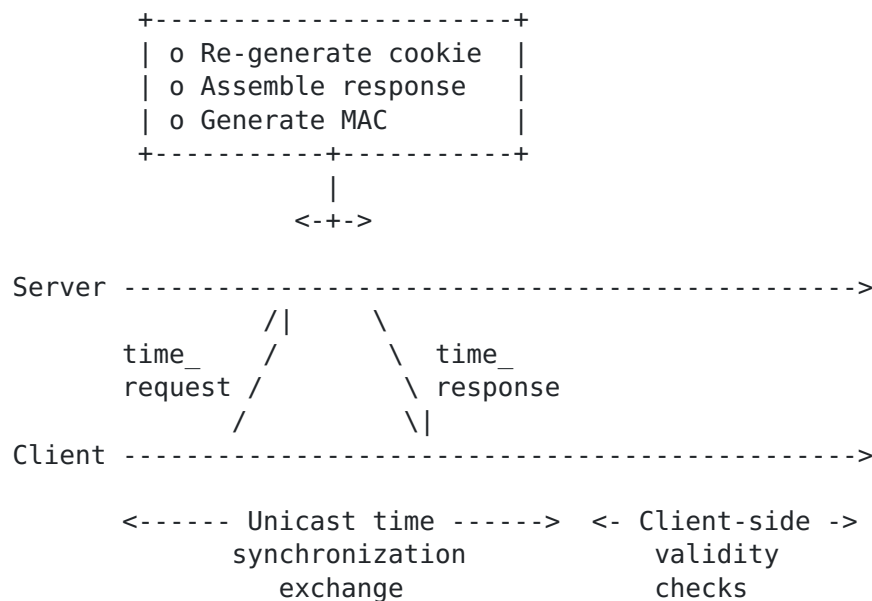 o Re-generate cookie
o Assemble response
o Generate MAC
Server
time_ time_
request response
Client
Unicast time Client-side
synchronization validity
exchange checks